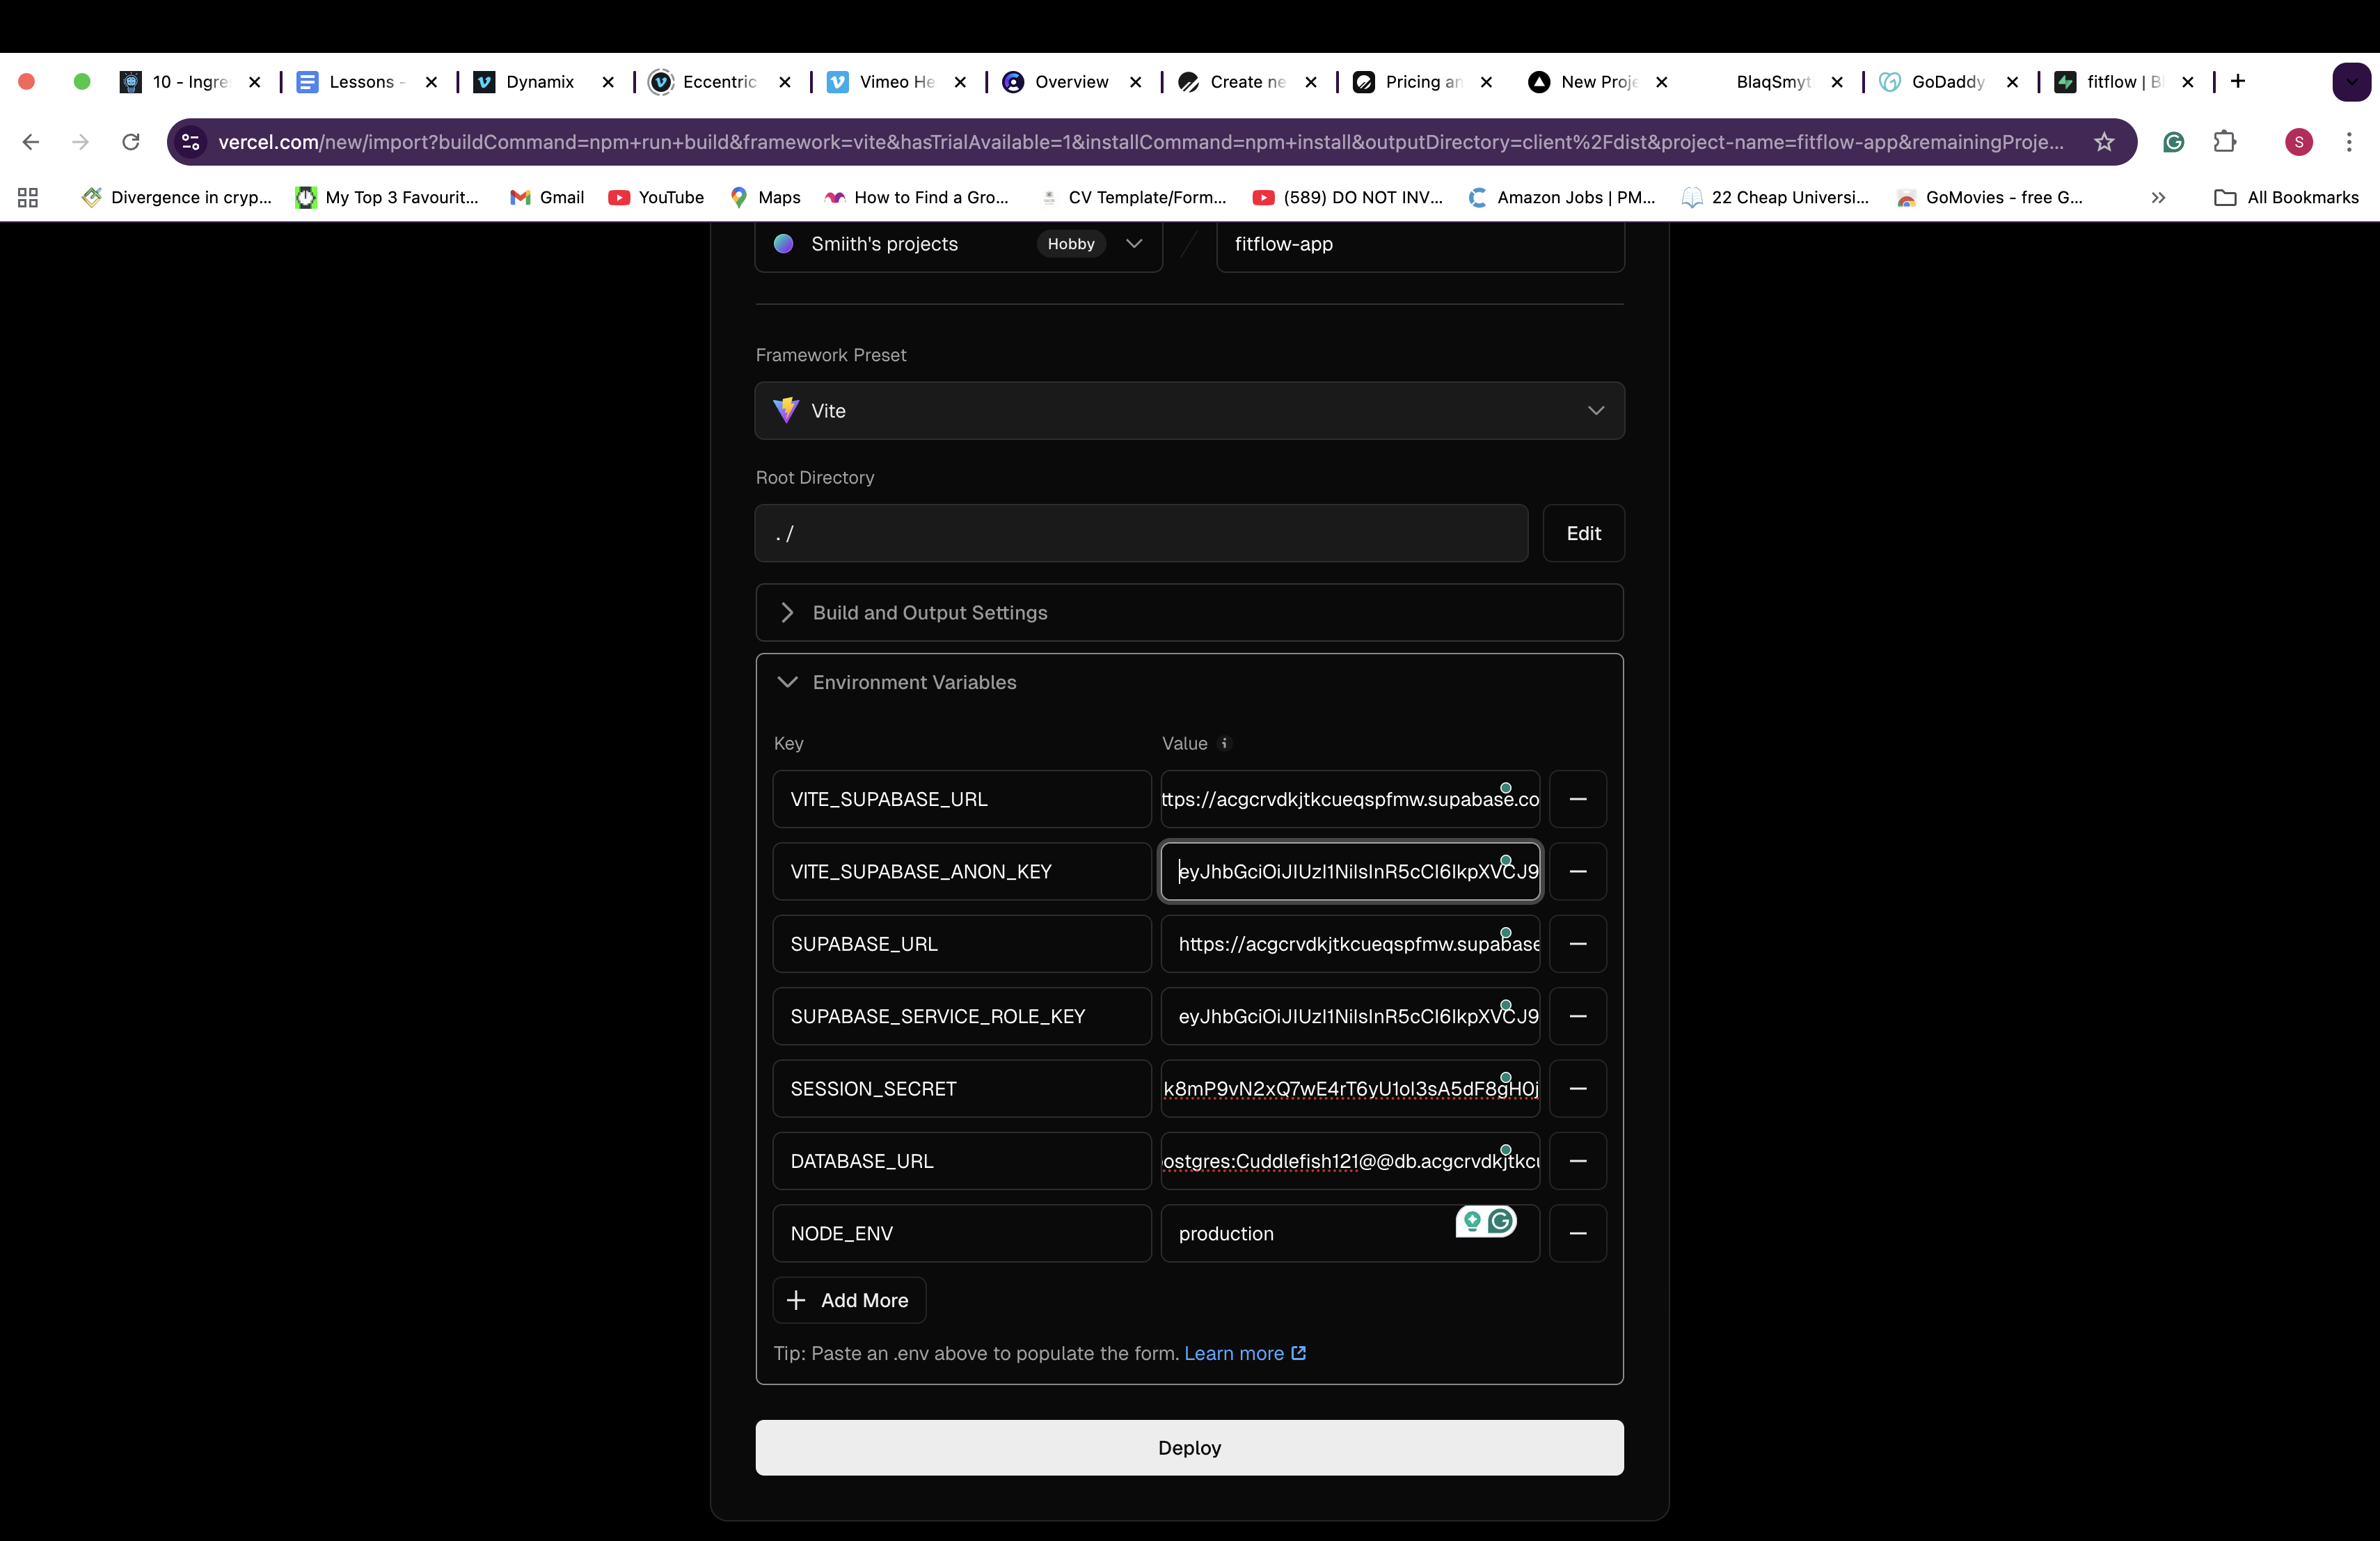 10 - Ingre
Lessons -
Dynamix
Eccentric
Vimeo He
Overview
Create ne
Pricing an
New Proje
BlaqSmyt
GoDaddy
fitflow | Bl
vercel.com/new/import?buildCommand=npm+run+build&framework=vite&hasTrialAvailable=1&installCommand=npm+install&outputDirectory=client%2Fdist&project-name=fitflow-app&remainingProje...
S
Divergence in cryp...
My Top 3 Favourit...
Gmail
YouTube
Maps
How to Find a Gro...
CV Template/Form...
(589) DO NOT INV...
Amazon Jobs | PM...
22 Cheap Universi...
GoMovies - free G...
All Bookmarks
Smiith's projects Hobby / fitflow-app
Framework Preset
Vite
Root Directory
./
Edit
Build and Output Settings
Environment Variables
Key Value
VITE_SUPABASE_URL ttps://acgcrvdkjtkcueqspfmw.supabase.co
VITE_SUPABASE_ANON_KEY eyJhbGciOiJIUzI1NiIsInR5cCI6IkpXVCJ9
SUPABASE_URL https://acgcrvdkjtkcueqspfmw.supabase
SUPABASE_SERVICE_ROLE_KEY eyJhbGciOiJIUzI1NiIsInR5cCI6IkpXVCJ9
SESSION_SECRET k8mP9vN2xQ7wE4rT6yU1oI3sA5dF8gH0j
DATABASE_URL ostgres:Cuddlefish121@@db.acgcrvdkjtkcu
NODE_ENV production
Add More
Tip: Paste an .env above to populate the form. Learn more
Deploy